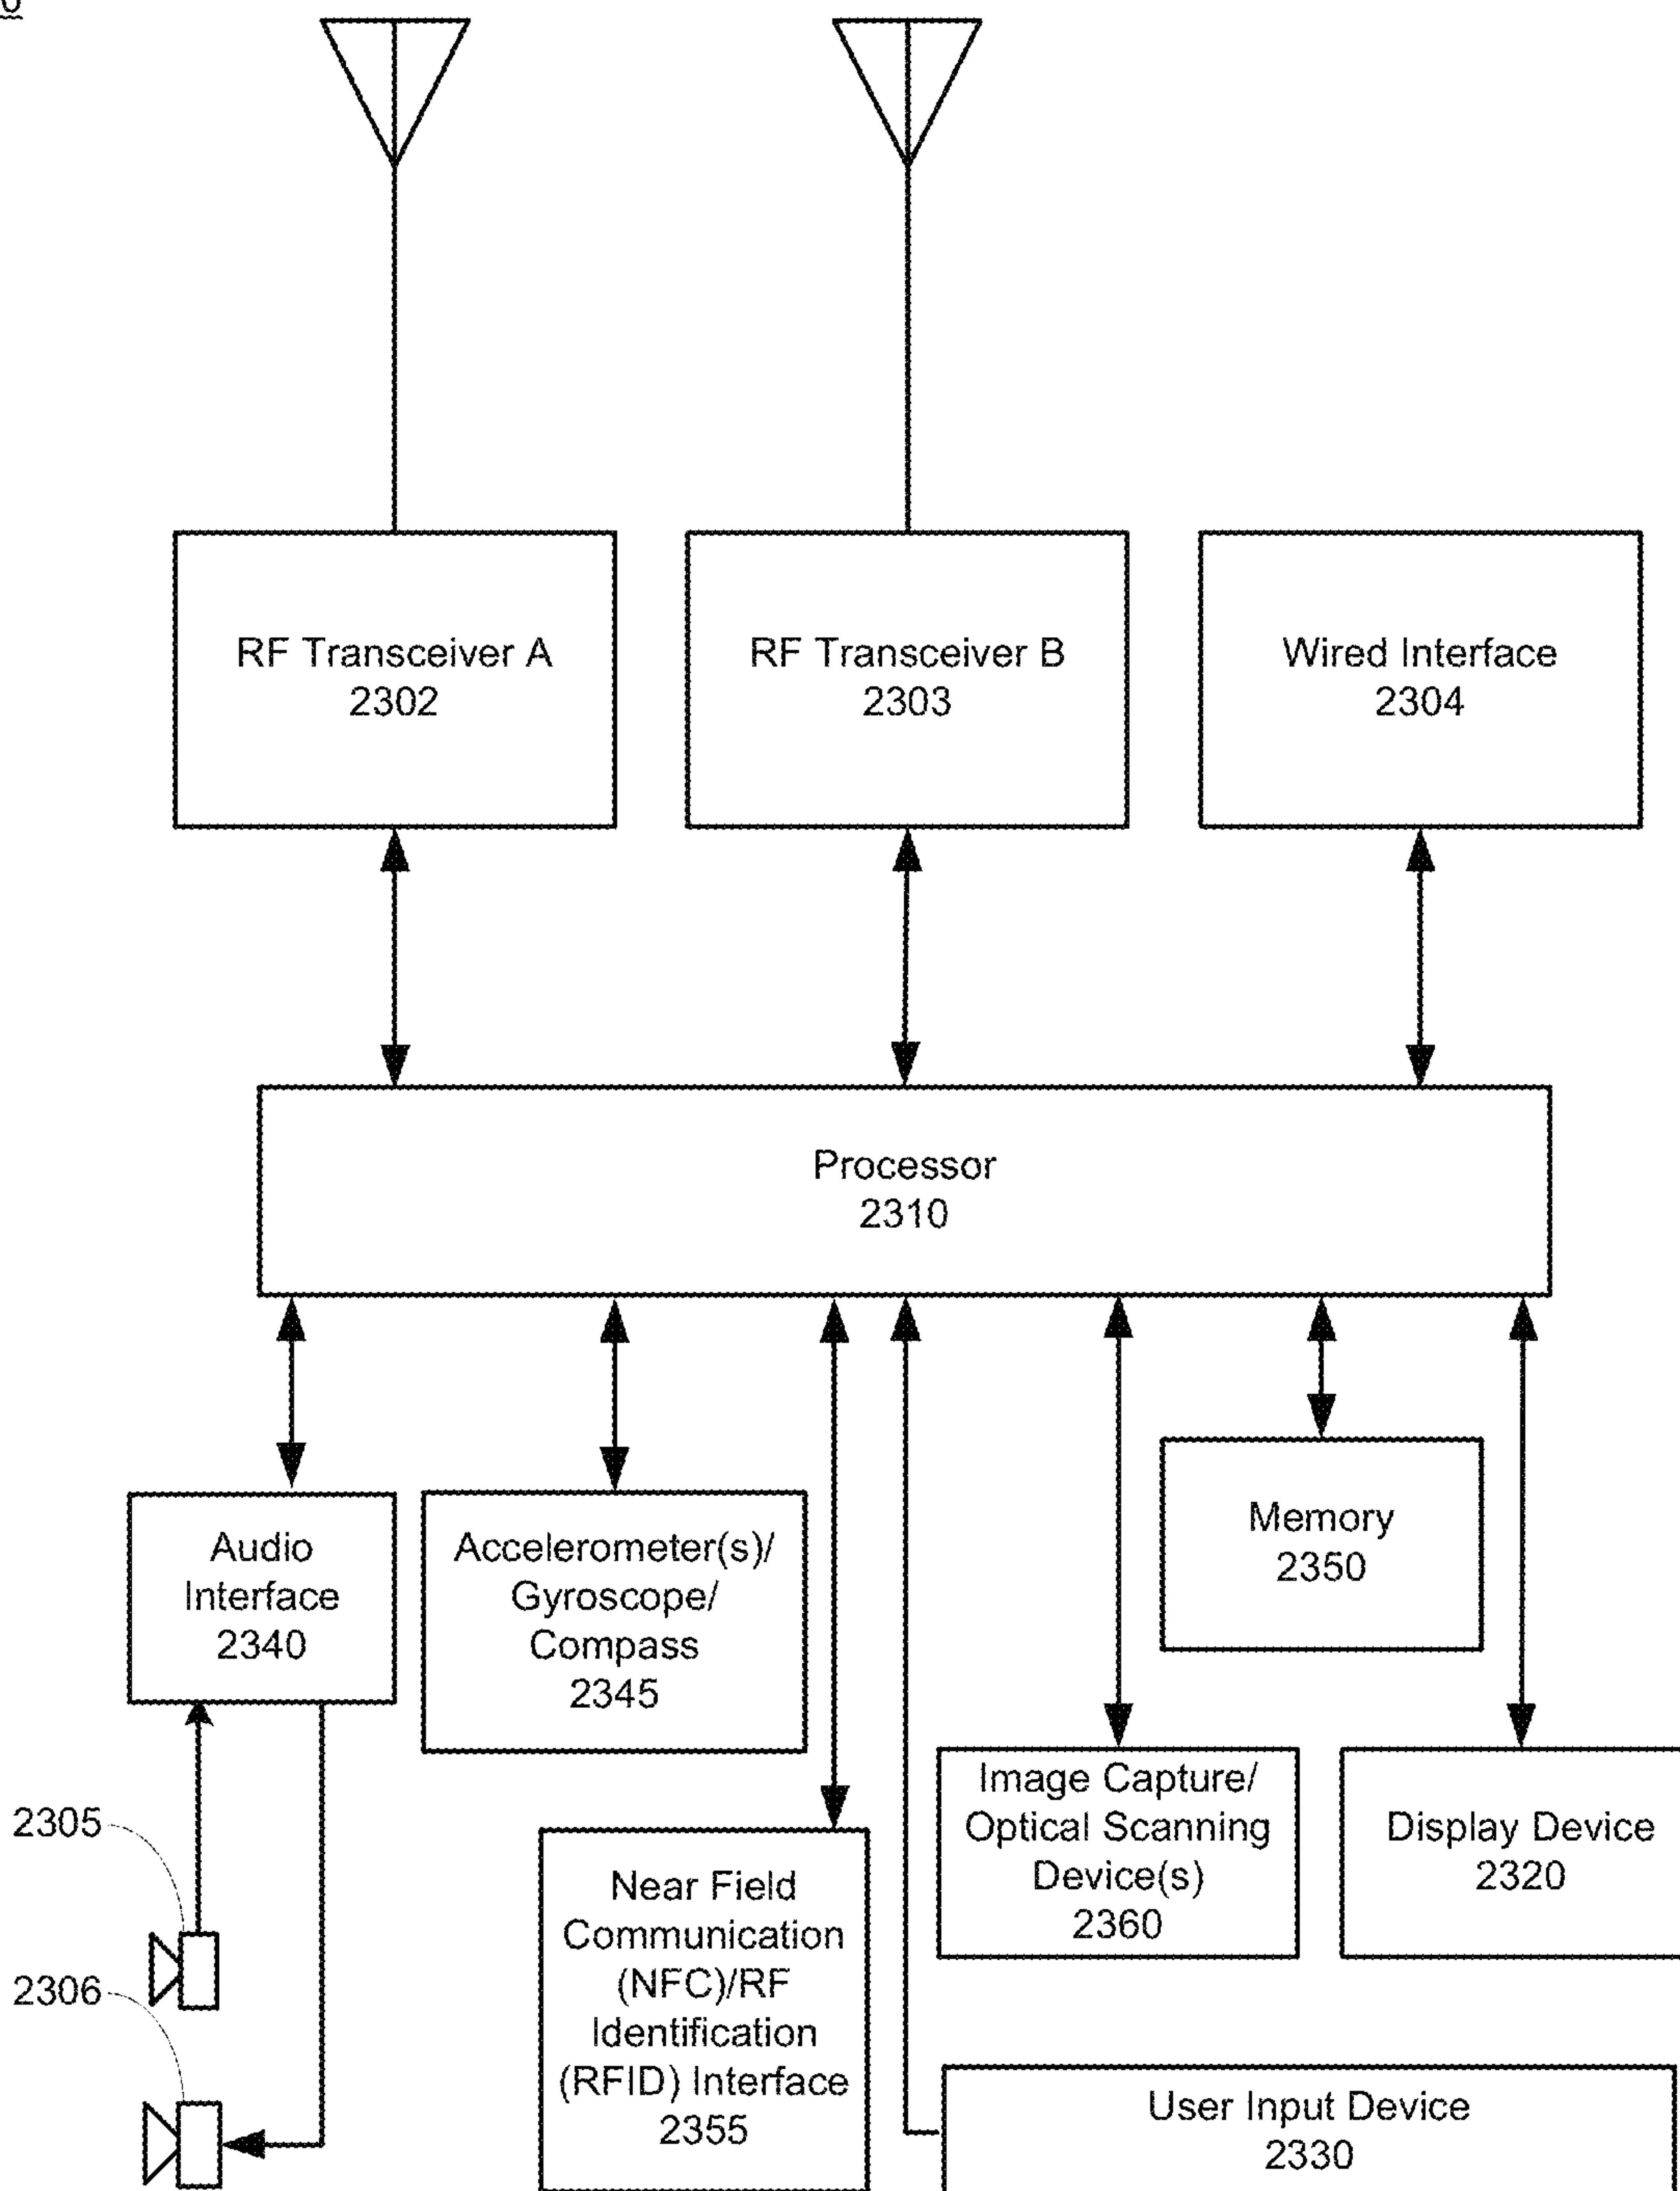 RF Transceiver A
2302
RF Transceiver B
2303
Wired Interface
2304
Processor
2310
Audio
Interface
2340
Accelerometer(s)/
Gyroscope/
Compass
2345
Memory
2350
2305
2306
Near Field
Communication
(NFC)/RF
Identification
(RFID) Interface
2355
Image Capture/
Optical Scanning
Device(s)
2360
Display Device
2320
User Input Device
2330